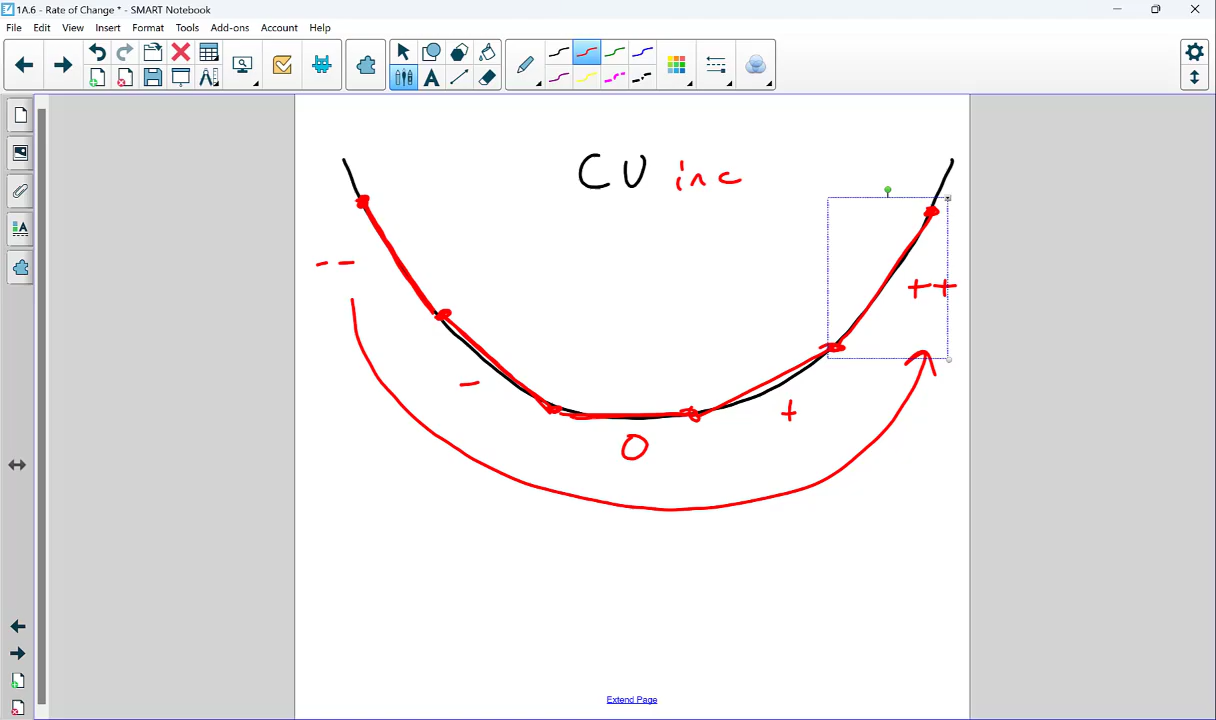 1A.6 - Rate of Change * - SMART Notebook
File Edit View Insert Format Tools Add-ons Account Help
CU inc
--
++
-
+
0
Extend Page